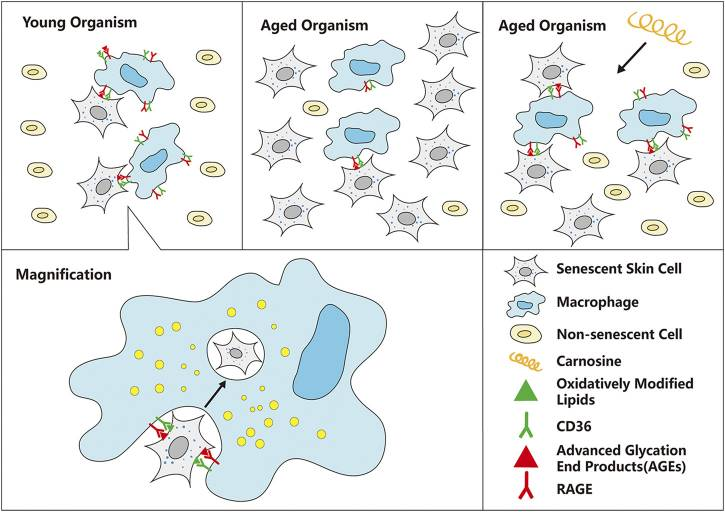 Young Organism
Aged Organism
Aged Organism
Magnification
Senescent Skin Cell
Macrophage
Non-senescent Cell
Carnosine
Oxidatively Modified
Lipids
CD36
Advanced Glycation
End Products(AGEs)
RAGE